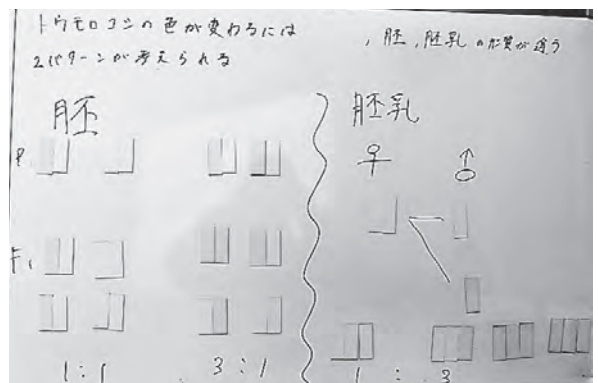 トウモロコシの色が変わるには
2パターンが考えられる
, 胚, 胚乳の形質が違う
胚
P.
F₁
1:1
3:1
胚乳
♀
♂
1 : 3